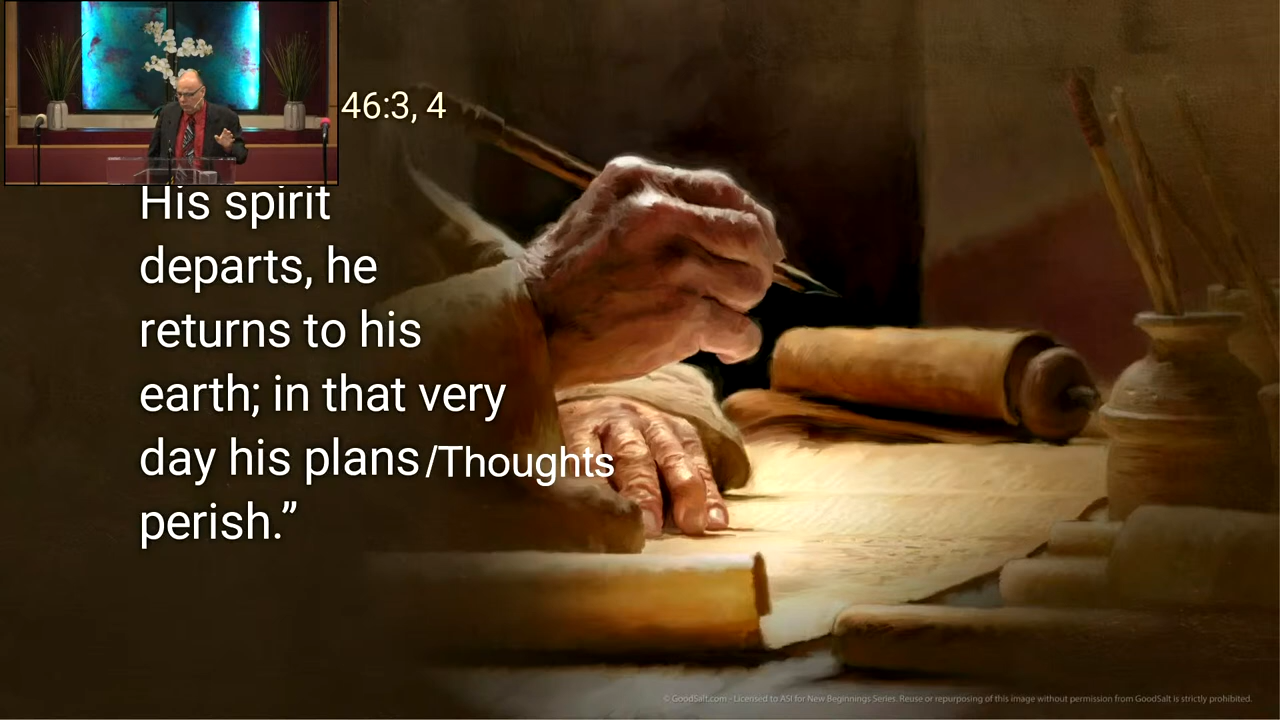 46:3, 4
His spirit
departs, he
returns to his
earth; in that very
day his plans/Thoughts
perish.”
© GoodSalt.com - Licensed to ASI for New Beginnings Series. Reuse or repurposing of this image without permission from GoodSalt is strictly prohibited.